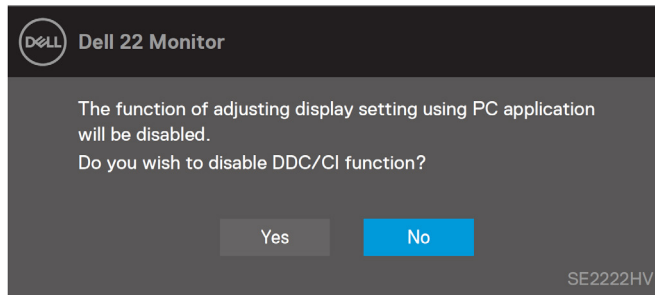 DELL
Dell 22 Monitor
The function of adjusting display setting using PC application
will be disabled.
Do you wish to disable DDC/CI function?
Yes No
SE2222HV